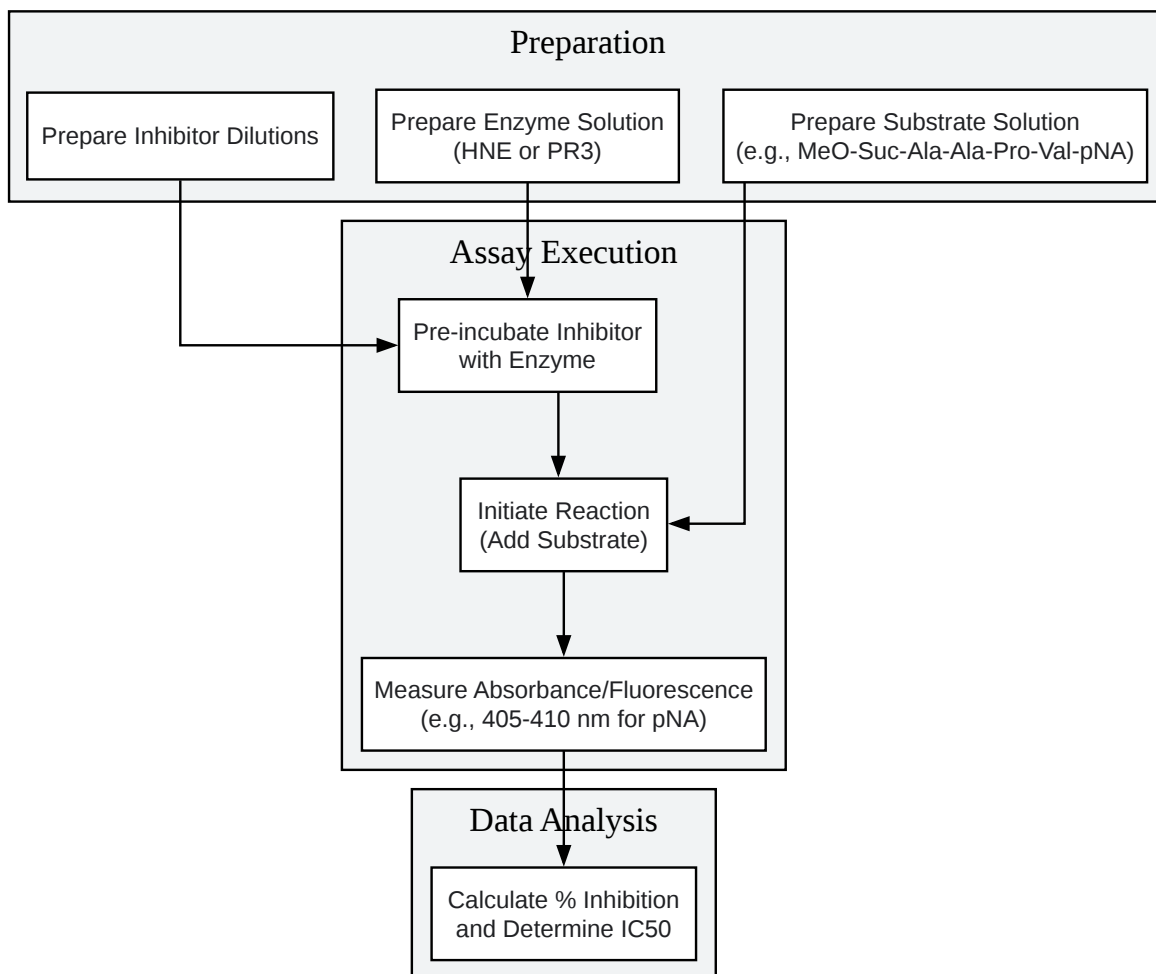 Preparation
Prepare Inhibitor Dilutions
Prepare Enzyme Solution
(HNE or PR3)
Prepare Substrate Solution
(e.g., MeO-Suc-Ala-Ala-Pro-Val-pNA)
Assay Execution
Pre-incubate Inhibitor
with Enzyme
Initiate Reaction
(Add Substrate)
Measure Absorbance/Fluorescence
(e.g., 405-410 nm for pNA)
Data Analysis
Calculate % Inhibition
and Determine IC50